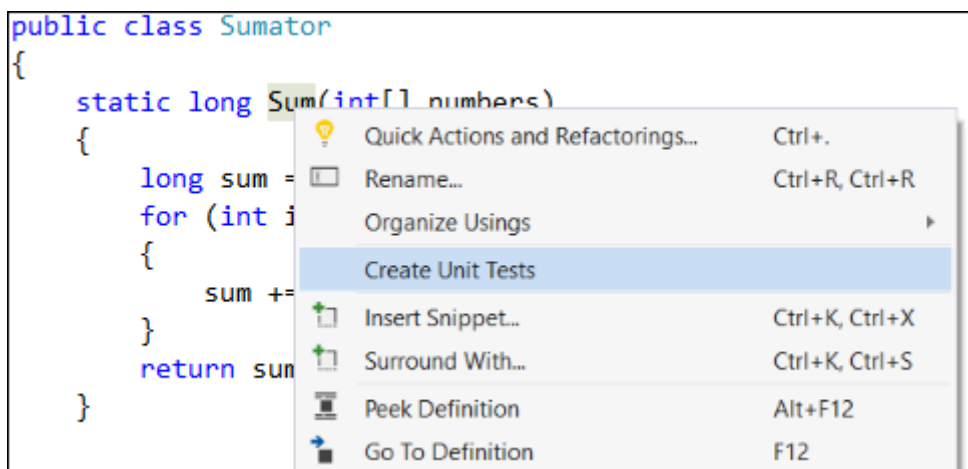 public class Sumator
{
static long Sum(int[] numbers)
{
Quick Actions and Refactorings... Ctrl+.
long sum =
Rename... Ctrl+R, Ctrl+R
for (int i
Organize Usings
{
Create Unit Tests
sum +=
Insert Snippet... Ctrl+K, Ctrl+X
}
Surround With... Ctrl+K, Ctrl+S
return sum
}
Peek Definition Alt+F12
Go To Definition F12